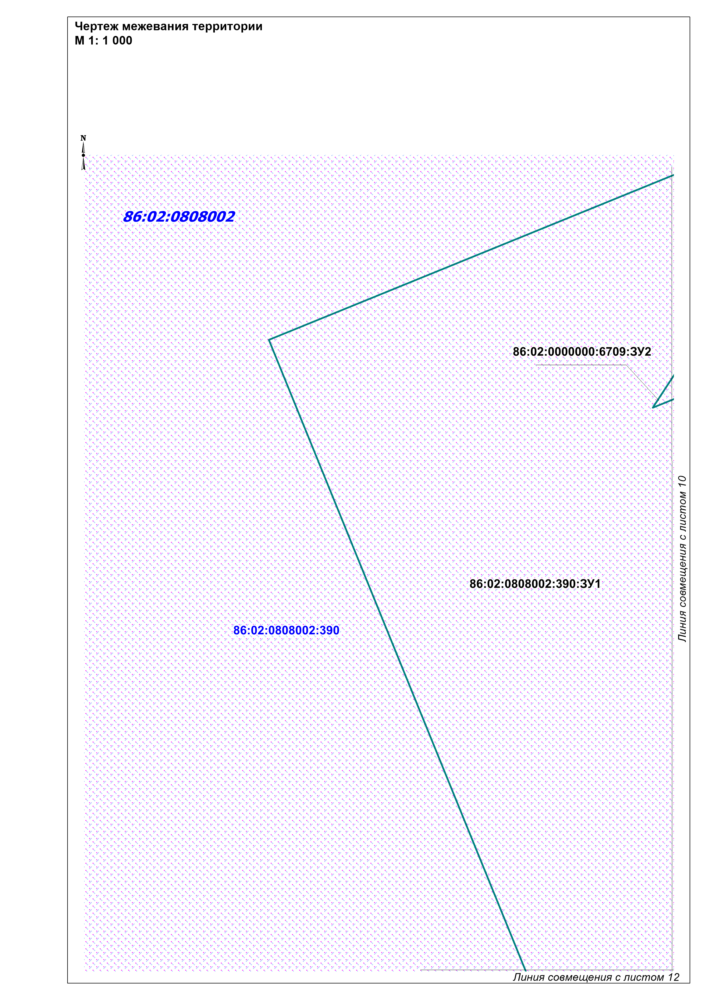 Чертеж межевания территории
М 1: 1 000
N
86:02:0808002
86:02:0000000:6709:ЗУ2
Линия совмещения с листом 10
86:02:0808002:390:ЗУ1
86:02:0808002:390
Линия совмещения с листом 12